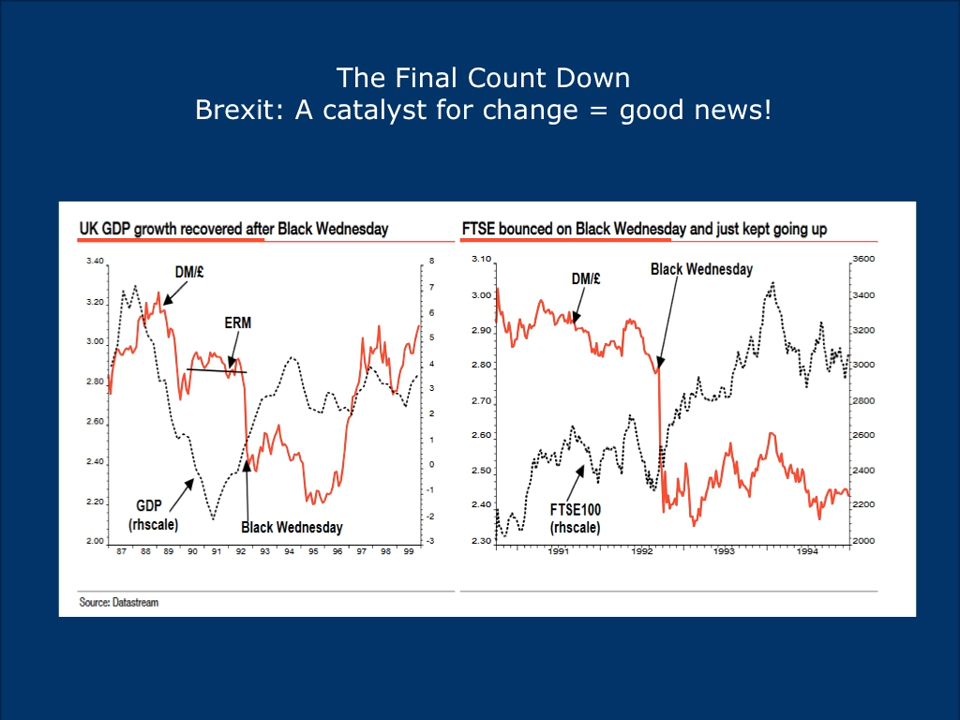 The Final Count Down
Brexit: A catalyst for change = good news!
UK GDP growth recovered after Black Wednesday
3.40
3.20
3.00
2.80
2.60
2.40
2.20
2.00
8
7
6
5
4
3
2
1
0
-1
-2
-3
DM/£
ERM
GDP
(rhscale)
Black Wednesday
87 88 89 90 91 92 93 94 95 96 97 98 99
Source: Datastream
FTSE bounced on Black Wednesday and just kept going up
3.10
3.00
2.90
2.80
2.70
2.60
2.50
2.40
2.30
3600
3400
3200
3000
2800
2600
2400
2200
2000
DM/£
Black Wednesday
FTSE100
(rhscale)
1991 1992 1993 1994